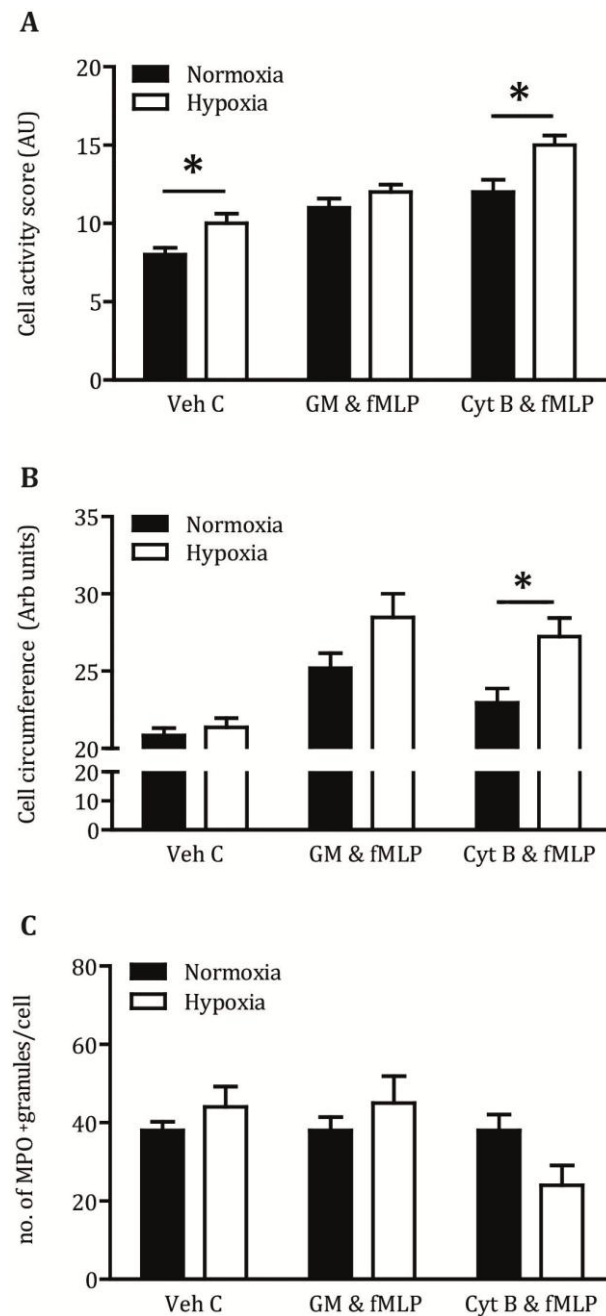 A
Normoxia
Hypoxia
Cell activity score (AU)
20
15
10
5
0
*
*
Veh C GM & fMLP Cyt B & fMLP
B
Normoxia
Hypoxia
Cell circumference (Arb units)
35
30
25
20
20
10
0
*
Veh C GM & fMLP Cyt B & fMLP
C
Normoxia
Hypoxia
no. of MPO +granules/cell
80
60
40
20
0
Veh C GM & fMLP Cyt B & fMLP